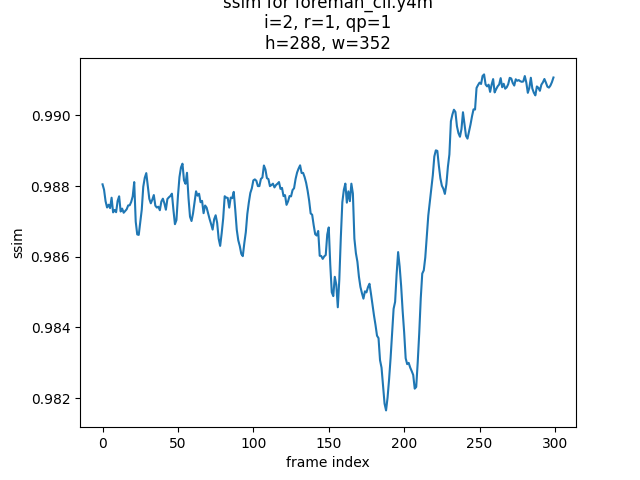 ssim for foreman_cif.y4m
i=2, r=1, qp=1
h=288, w=352
0.990
0.988
0.986
0.984
0.982
ssim
0 50 100 150 200 250 300
frame index